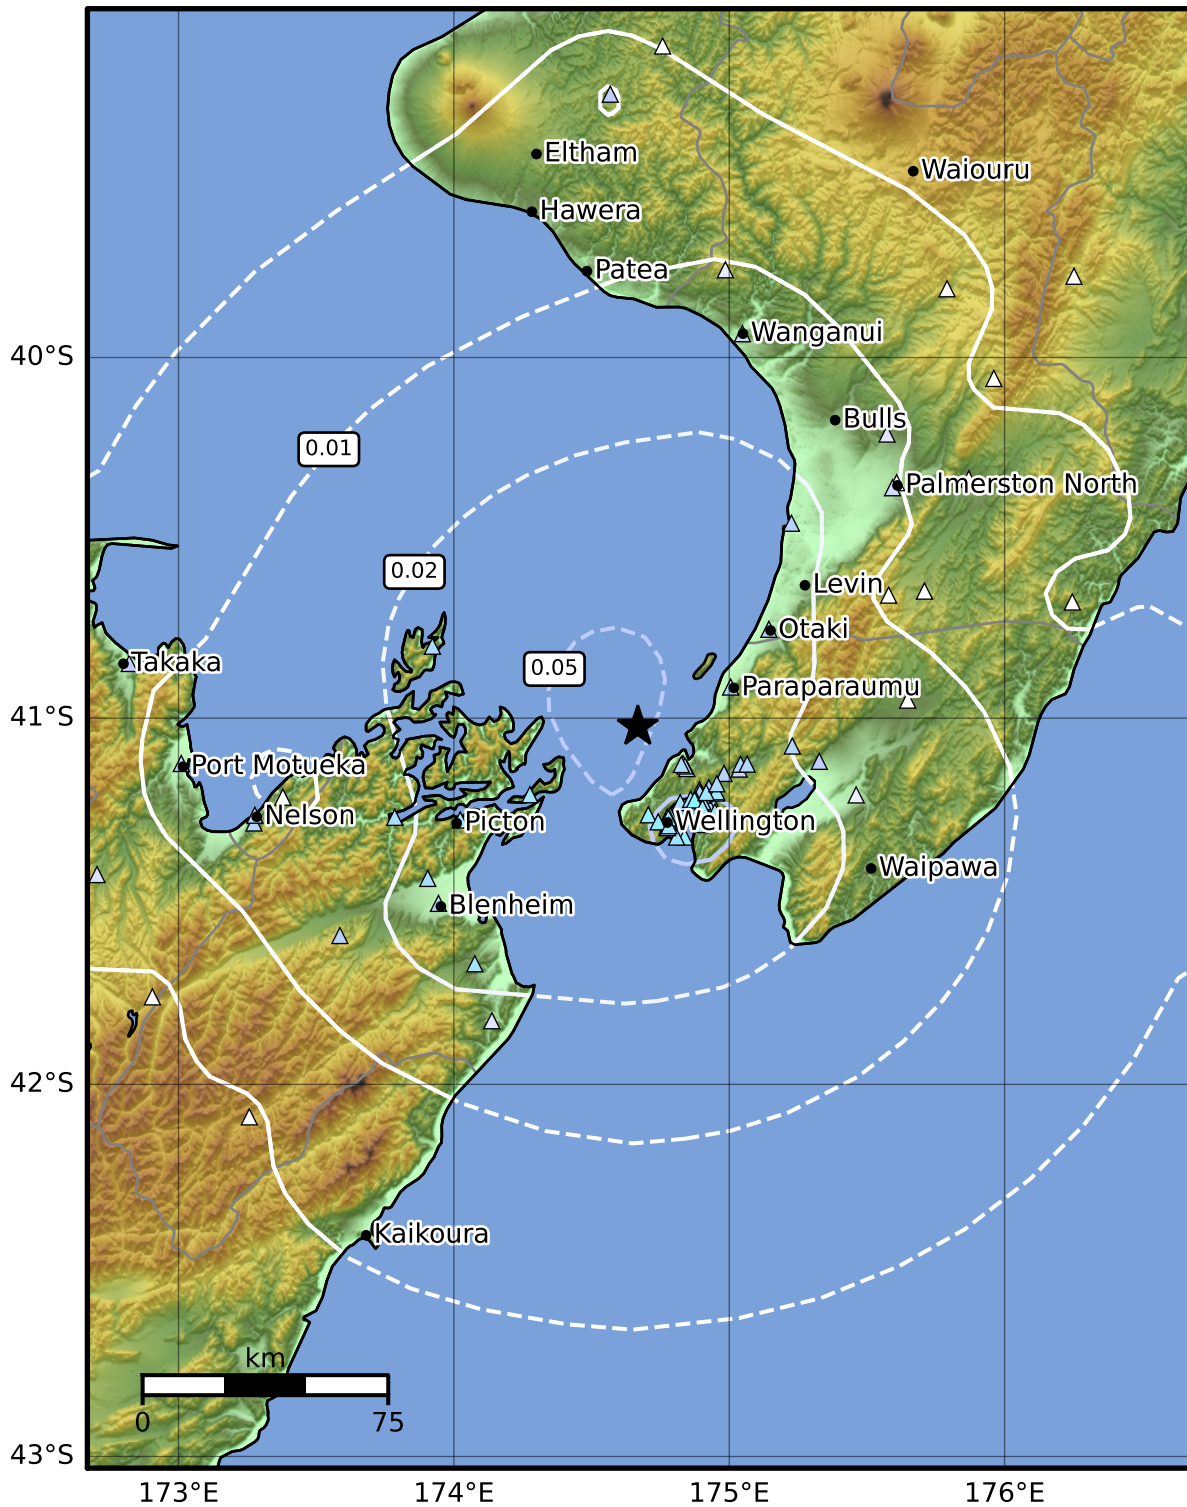 Eltham
Waiouru
Hawera
Patea
Wanganui
40°S
Bulls
0.01
Palmerston North
0.02
Levin
Otaki
Takaka
0.05
Paraparaumu
41°S
Port Motueka
Nelson
Picton
Wellington
Waipawa
Blenheim
42°S
Kaikoura
km
0
75
43°S
173°E
174°E
175°E
176°E